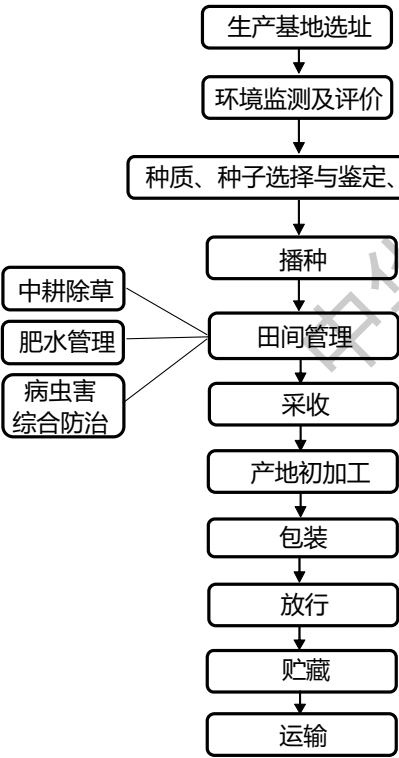 生产基地选址
环境监测及评价
种质、种子选择与鉴定、
播种
中耕除草
田间管理
肥水管理
病虫害
综合防治
采收
产地初加工
包装
放行
贮藏
运输